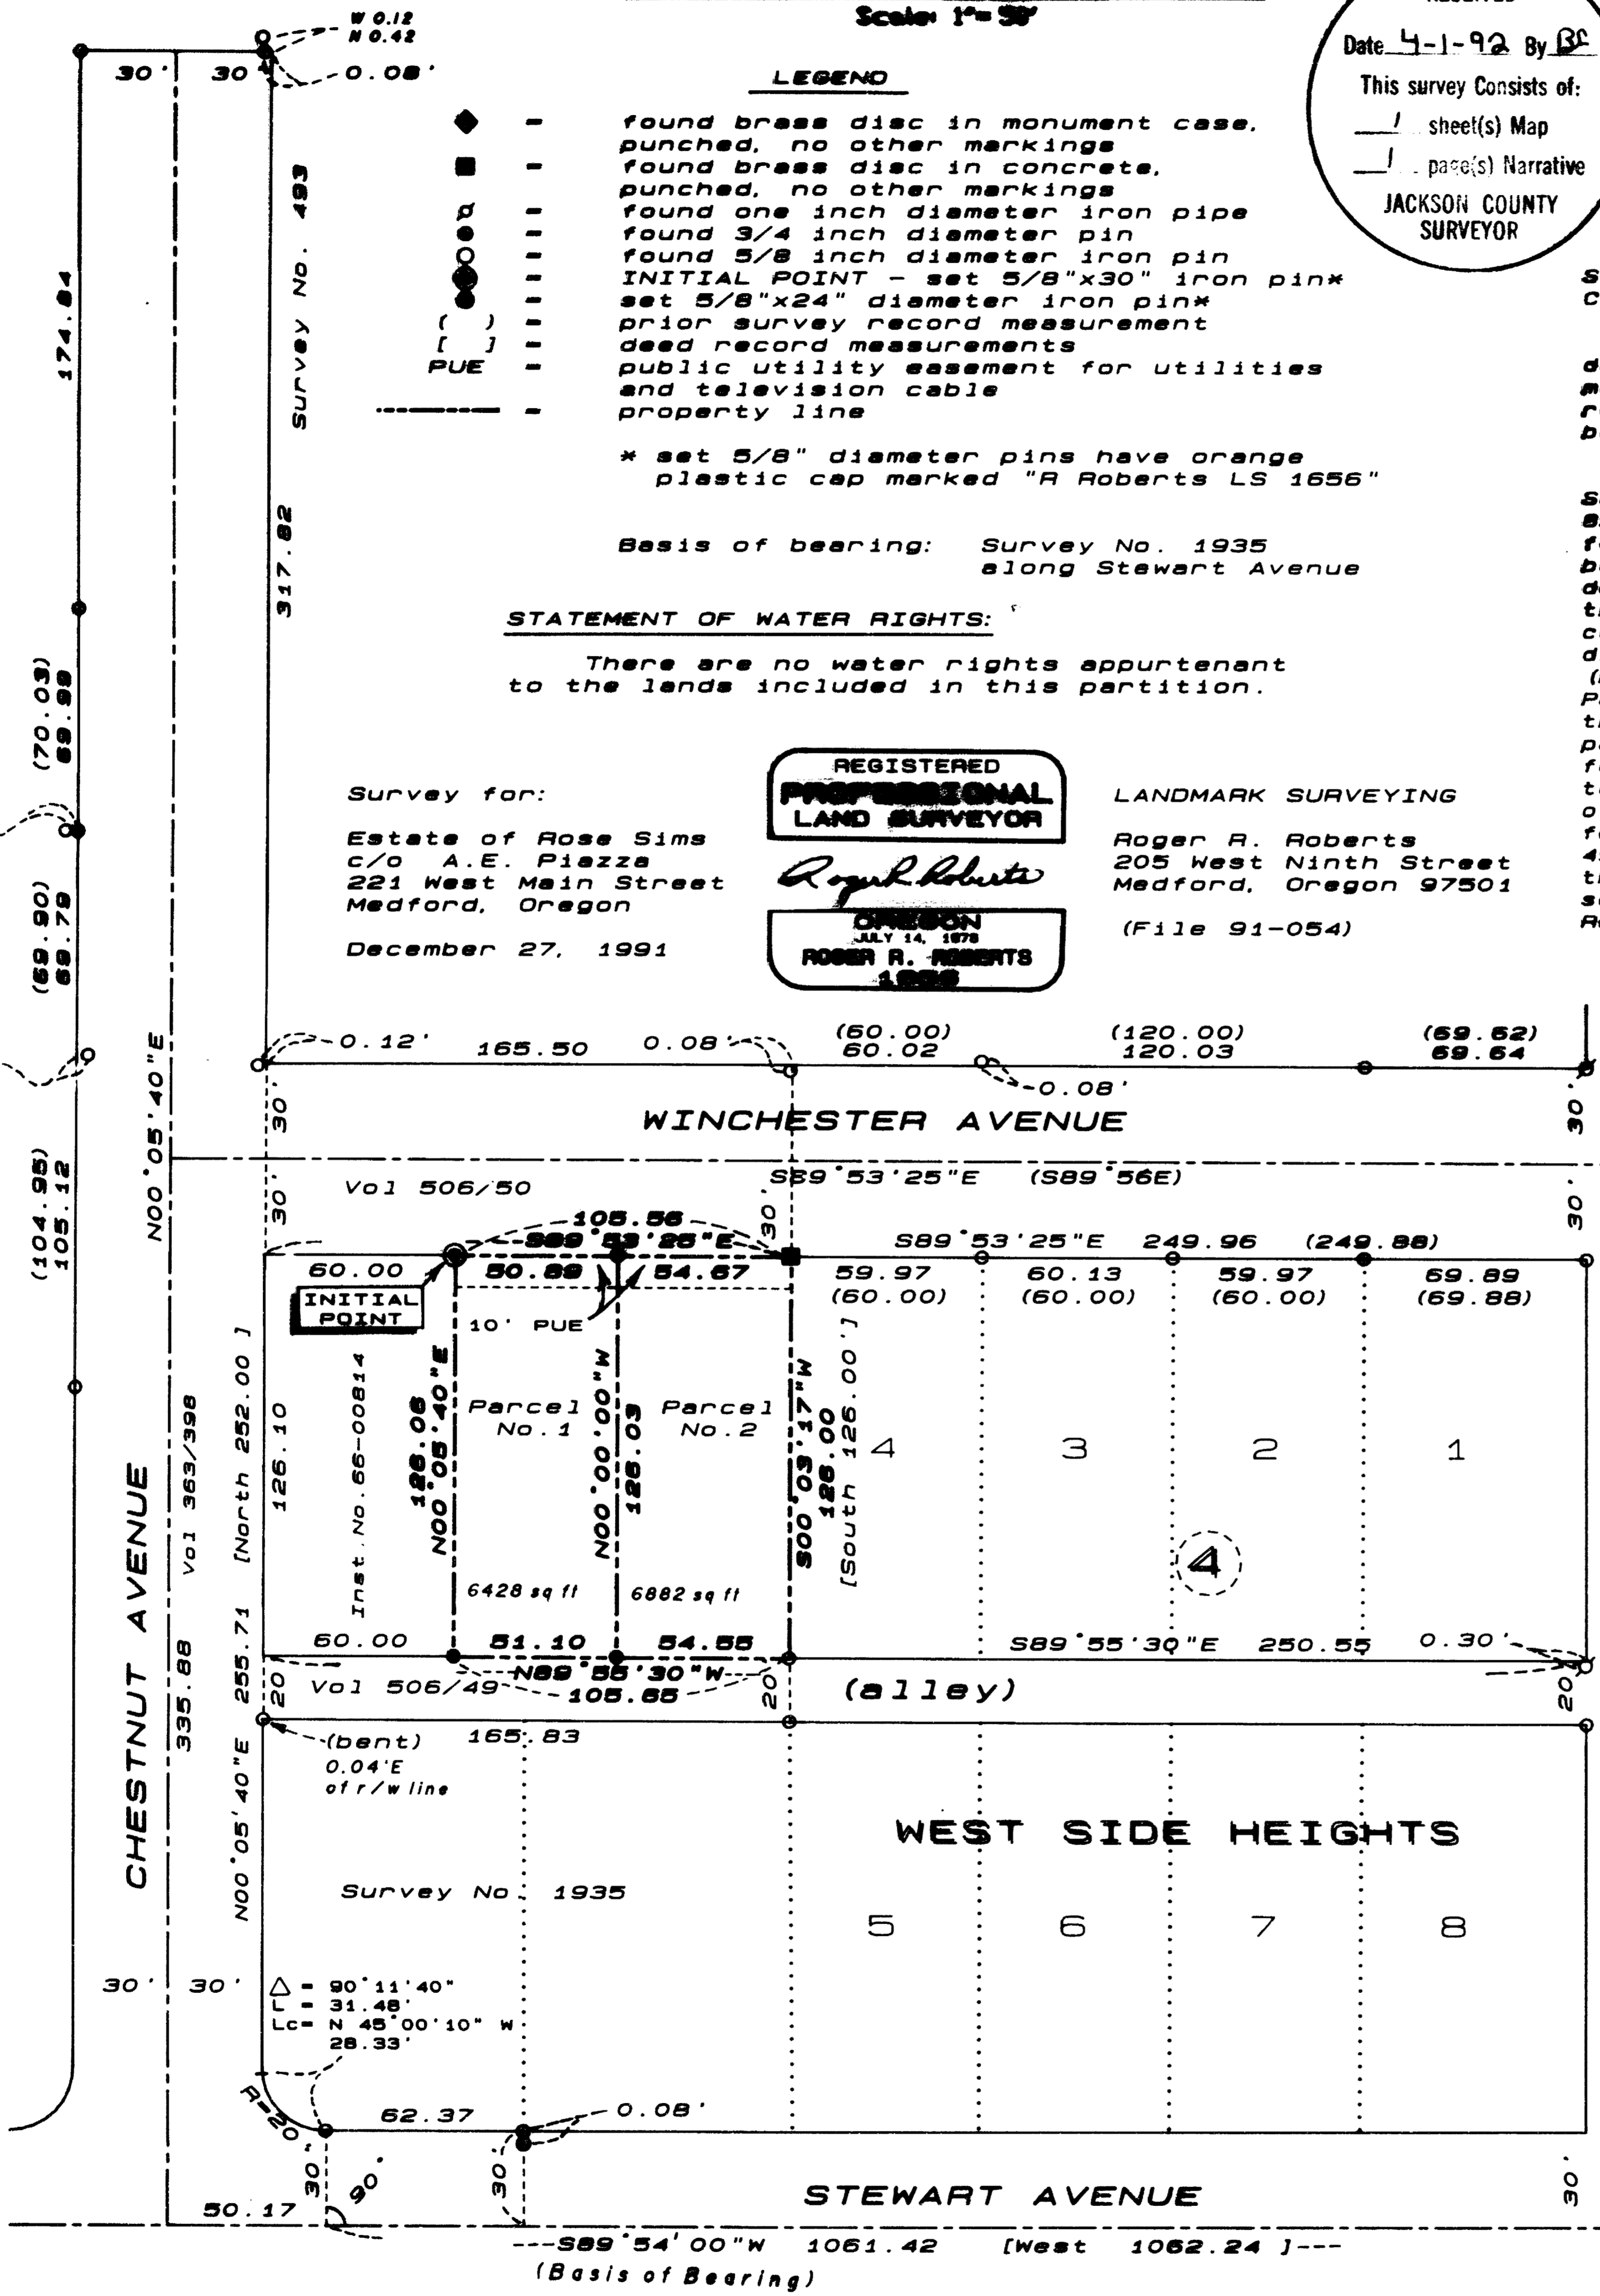 Scale: 1"= 50'
W 0.12
N 0.42
30' 30' 0.08'
RECEIVED
Date 4-1-92 By
This survey Consists of:
1 sheet(s) Map
1 page(s) Narrative
JACKSON COUNTY
SURVEYOR
LEGEND
- found brass disc in monument case,
punched, no other markings
- found brass disc in concrete,
punched, no other markings
- found one inch diameter iron pipe
- found 3/4 inch diameter pin
- found 5/8 inch diameter iron pin
- INITIAL POINT - set 5/8"x30" iron pin*
- set 5/8"x24" diameter iron pin*
( ) - prior survey record measurement
[ ] - deed record measurements
PUE - public utility easement for utilities
and television cable
- property line
* set 5/8" diameter pins have orange
plastic cap marked "R Roberts LS 1656"
Basis of bearing: Survey No. 1935
along Stewart Avenue
STATEMENT OF WATER RIGHTS:
There are no water rights appurtenant
to the lands included in this partition.
Survey for:
Estate of Rose Sims
c/o A.E. Piazza
221 West Main Street
Medford, Oregon
December 27, 1991
REGISTERED
PROFESSIONAL
LAND SURVEYOR
Roger R. Roberts
OREGON
JULY 14, 1978
ROGER R. ROBERTS
1656
LANDMARK SURVEYING
Roger R. Roberts
205 West Ninth Street
Medford, Oregon 97501
(File 91-054)
174.84
Survey No. 493
317.82
(70.03)
69.99
(69.90)
69.79
(104.95)
105.12
N00°05'40"E
0.12' 165.50 0.08'
(60.00) (120.00) (69.62)
60.02 120.03 69.64
0.08'
30' 30'
WINCHESTER AVENUE
S89°53'25"E (S89°56E)
Vol 506/50
30' 30' 30'
105.56
S89°53'25"E
60.00 50.89 54.67
S89°53'25"E 249.96 (249.88)
59.97 60.13 59.97 69.89
(60.00) (60.00) (60.00) (69.88)
INITIAL
POINT
10' PUE
CHESTNUT AVENUE
Vol 363/398
335.88
[North 252.00 ]
N00°05'40"E 255.71
126.10
Inst.No.66-00814
126.06
N00°05'40"E
Parcel
No.1
N00°00'00"W
126.03
Parcel
No.2
S00°03'17"W
126.00
[South 126.00']
4 3 2 1
4
6428 sq ft 6882 sq ft
60.00 51.10 54.55
S89°55'30"E 250.55 0.30'
N89°55'30"W
105.65
Vol 506/49
20' 20' 20'
(alley)
(bent)
0.04'E
of r/w line
165.83
WEST SIDE HEIGHTS
Survey No. 1935
5 6 7 8
30' 30'
△ = 90°11'40"
L = 31.48'
Lc= N 45°00'10" W
28.33'
R=20'
62.37 0.08'
30' 90° 30' 30'
50.17
STEWART AVENUE
---S89°54'00"W 1061.42 [West 1062.24 ]---
(Basis of Bearing)